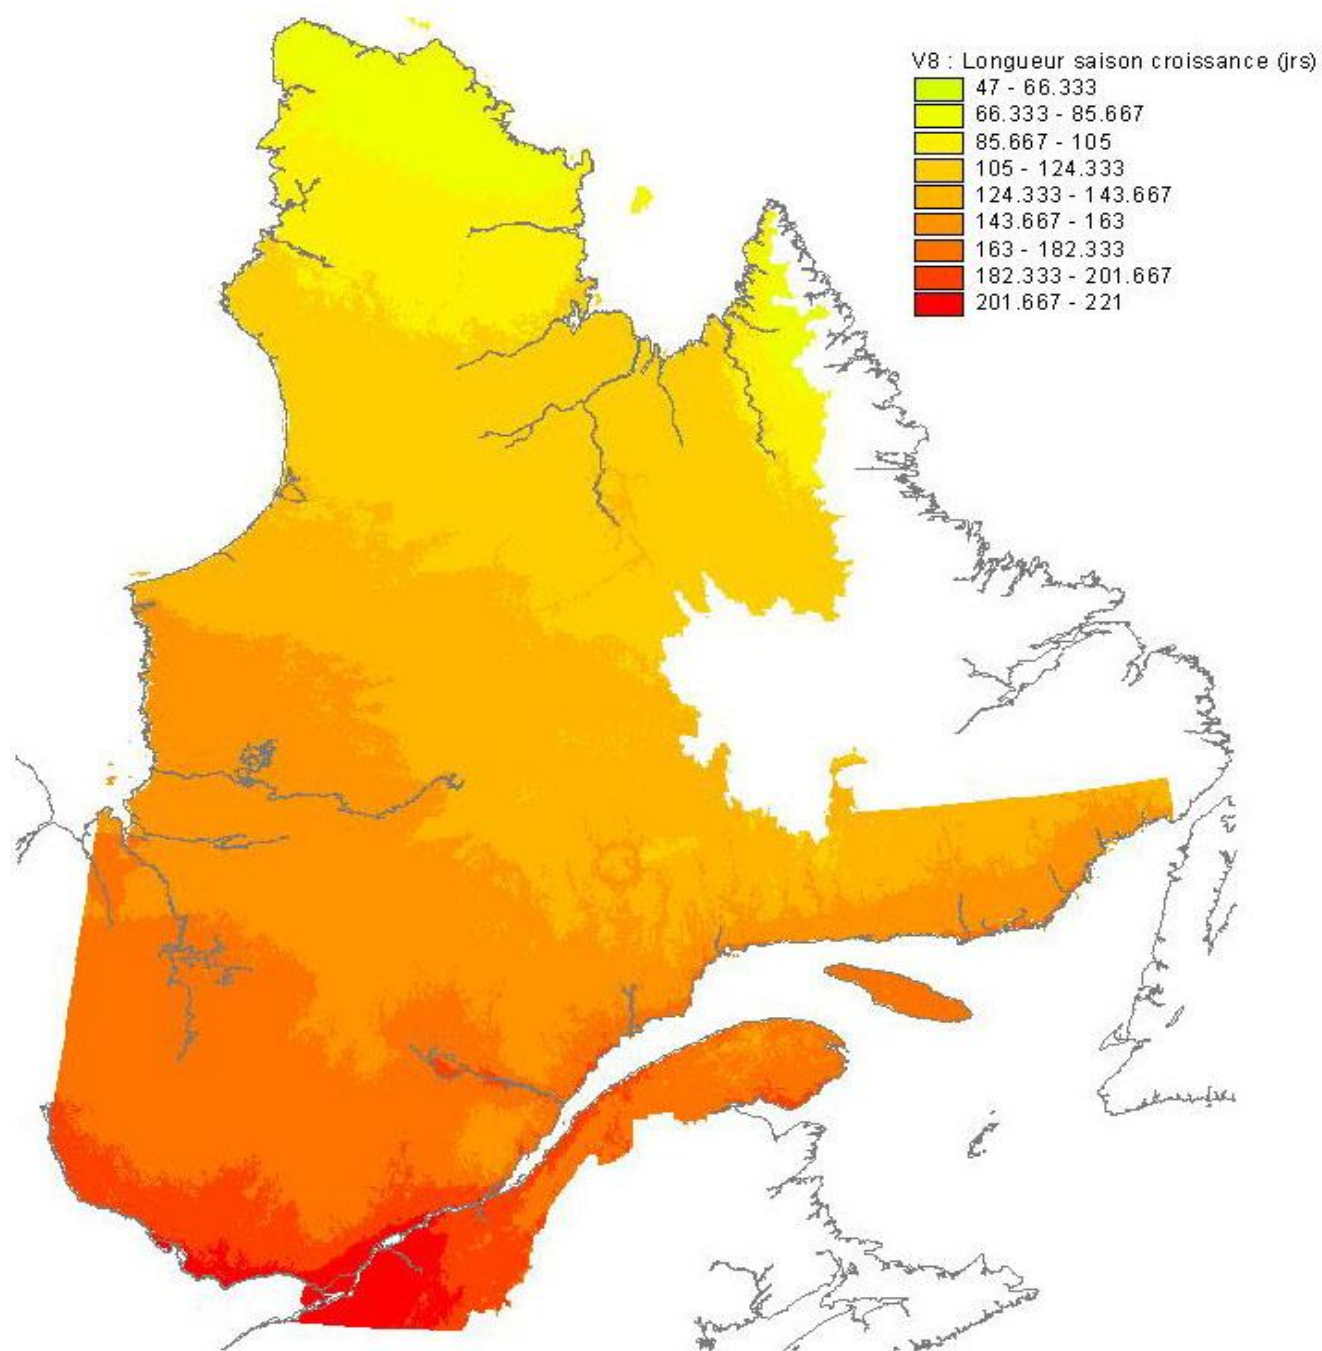 V8 : Longueur saison croissance (jrs)
47 - 66.333
66.333 - 85.667
85.667 - 105
105 - 124.333
124.333 - 143.667
143.667 - 163
163 - 182.333
182.333 - 201.667
201.667 - 221